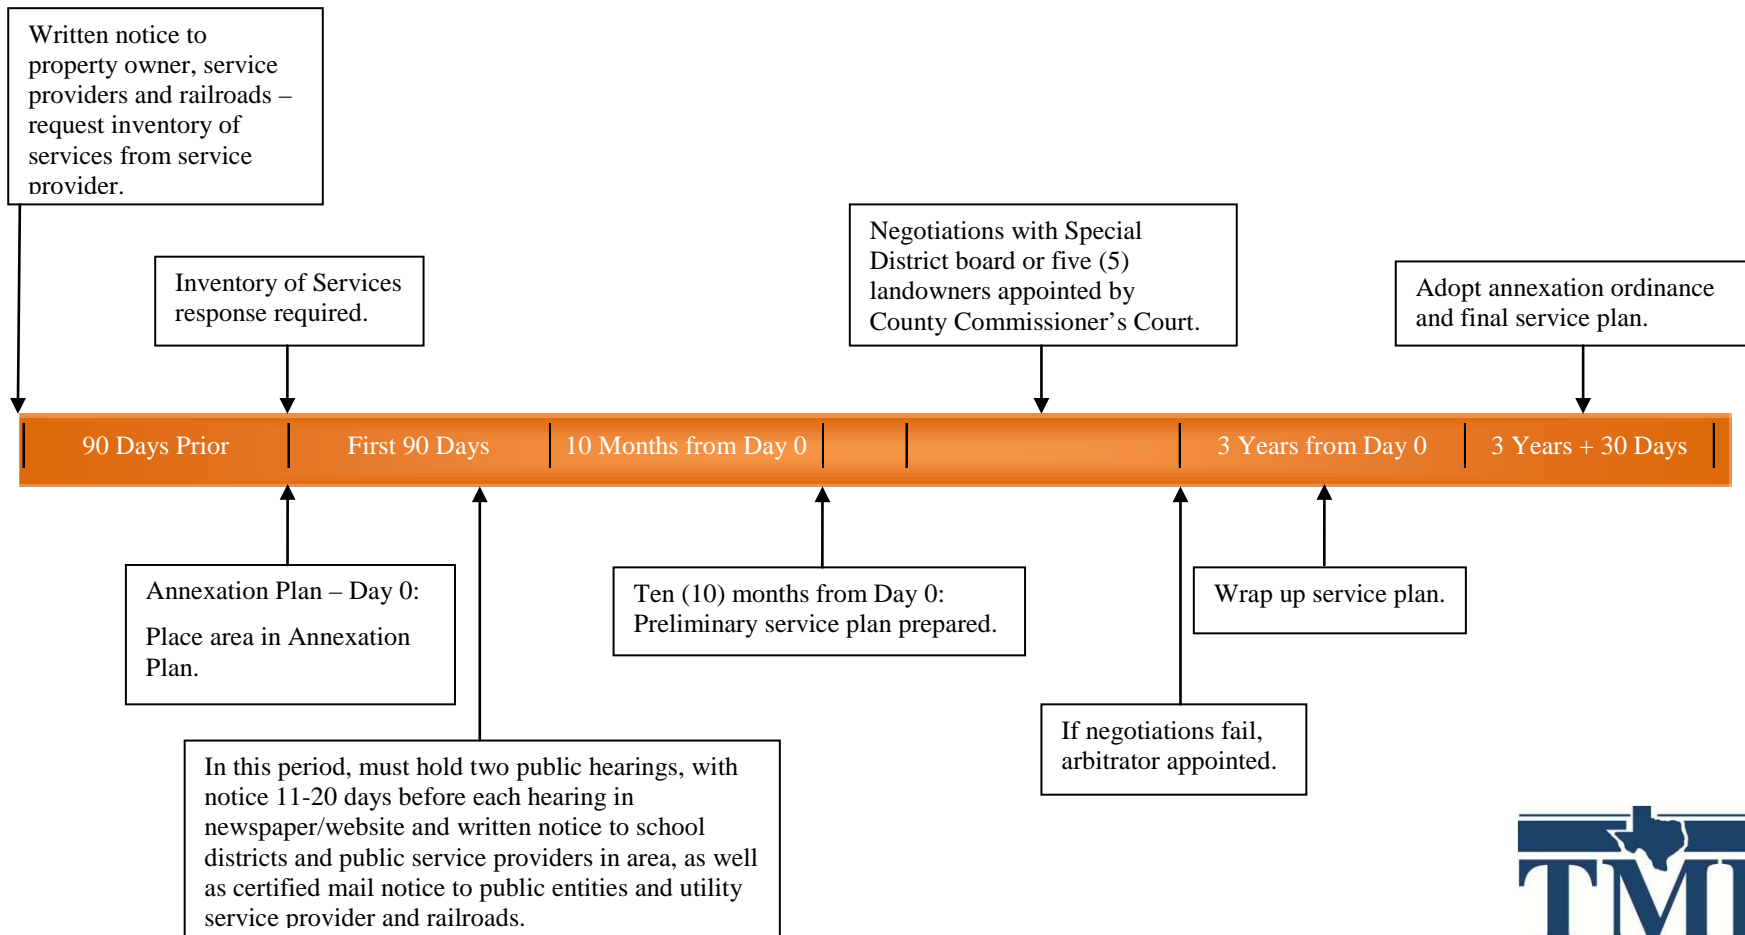 Written notice to
property owner, service
providers and railroads –
request inventory of
services from service
provider.
Inventory of Services
response required.
Negotiations with Special
District board or five (5)
landowners appointed by
County Commissioner’s Court.
Adopt annexation ordinance
and final service plan.
90 Days Prior
First 90 Days
10 Months from Day 0
3 Years from Day 0
3 Years + 30 Days
Annexation Plan – Day 0:
Place area in Annexation
Plan.
In this period, must hold two public hearings, with
notice 11-20 days before each hearing in
newspaper/website and written notice to school
districts and public service providers in area, as well
as certified mail notice to public entities and utility
service provider and railroads.
Ten (10) months from Day 0:
Preliminary service plan prepared.
If negotiations fail,
arbitrator appointed.
Wrap up service plan.